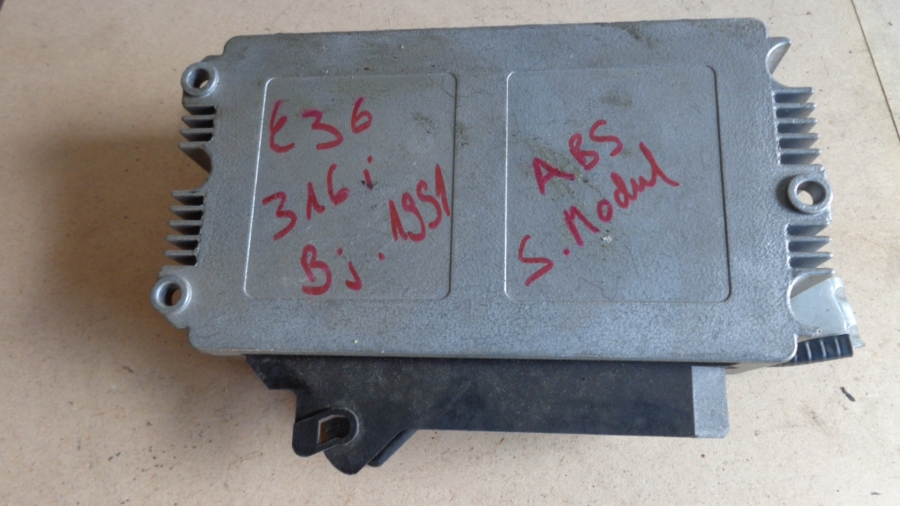 E36
316i
Bj. 1991
ABS
S. Modul